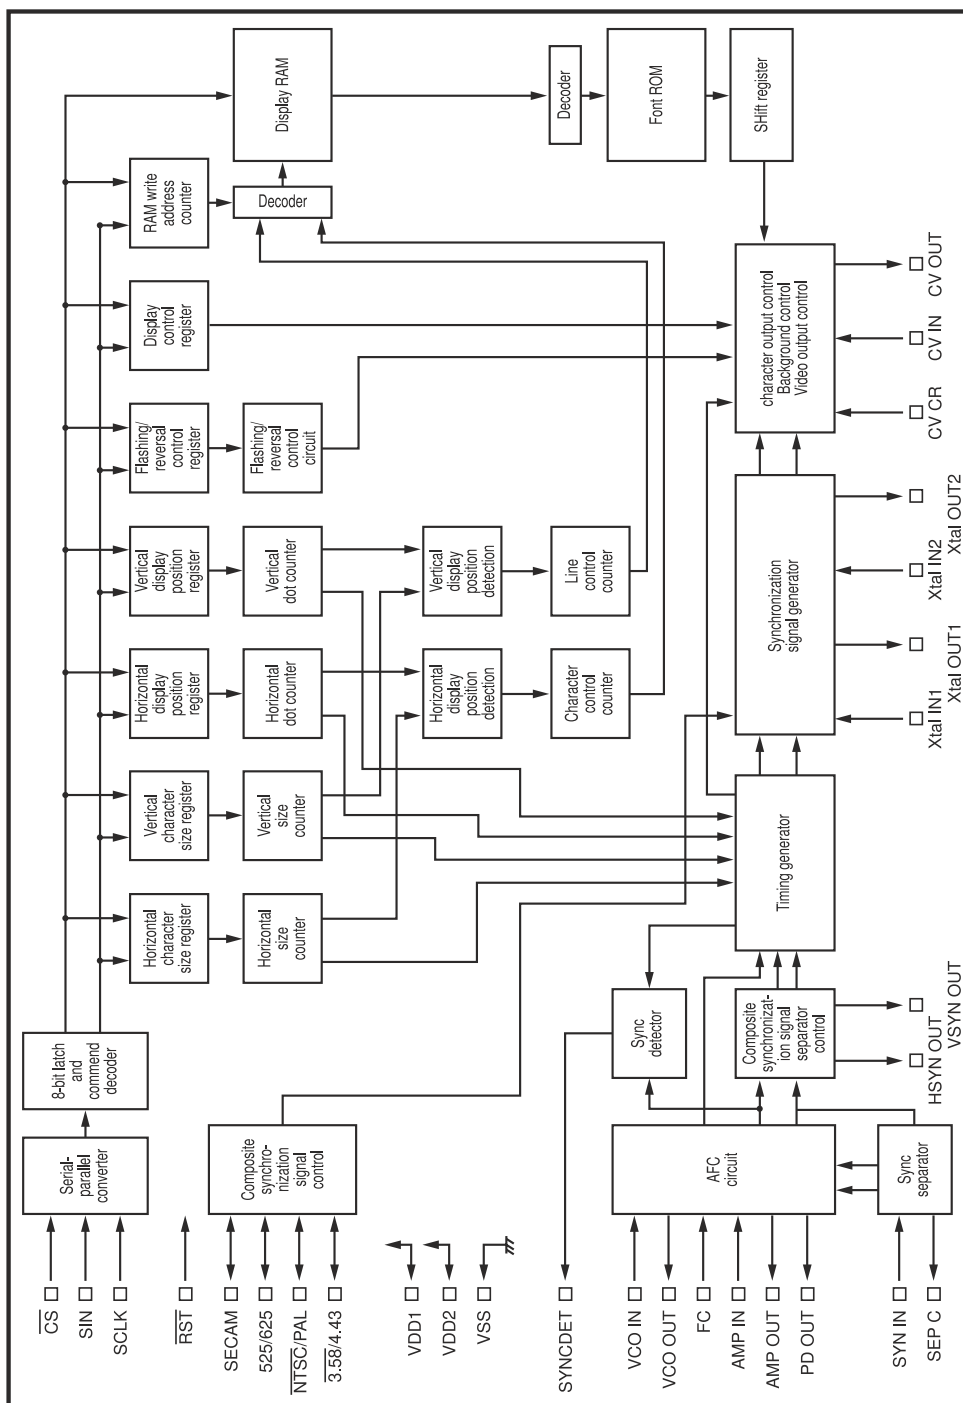 CS
SIN
SCLK
RST
SECAM
525/625
NTSC/PAL
3.58/4.43
VDD1
VDD2
VSS
SYNCDET
VCO IN
VCO OUT
FC
AMP IN
AMP OUT
PD OUT
SYN IN
SEP C
Serial-
parallel
converter
8-bit latch
and
commend
decoder
Composite
synchro-
nization
signal
control
AFC
circuit
Sync
separator
Sync
detector
Composite
synchronizat-
ion signal
separator
control
HSYN OUT
VSYN OUT
Horizontal
character
size register
Horizontal
size
counter
Vertical
character
size register
Vertical
size
counter
Timing generator
Horizontal
display
position
register
Horizontal
dot counter
Horizontal
display
position
detection
Character
control
counter
Vertical
display
position
register
Vertical
dot counter
Vertical
display
position
detection
Line
control
counter
Synchronization
signal generator
Xtal IN1
Xtal OUT1
Xtal IN2
Xtal OUT2
Flashing/
reversal
control
register
Flashing/
reversal
control
circuit
Display
control
register
character output control
Background control
Video output control
CV CR
CV IN
CV OUT
RAM write
address
counter
Decoder
Display RAM
Decoder
Font ROM
SHift register